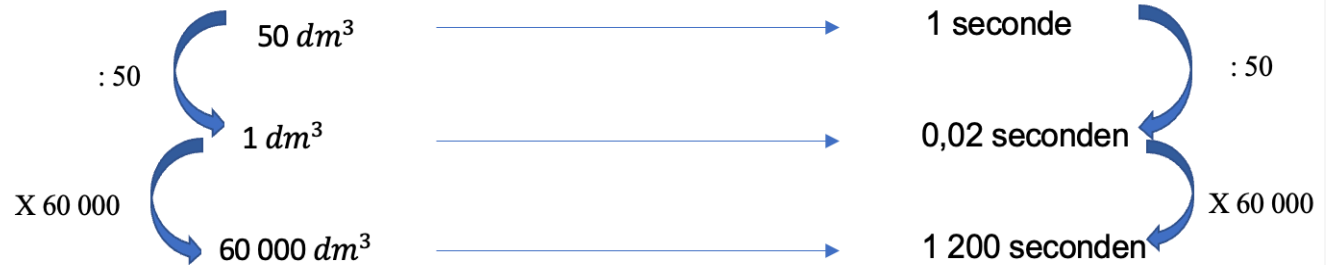 50 dm³ 1 seconde
: 50 : 50
1 dm³ 0,02 seconden
X 60 000 X 60 000
60 000 dm³ 1 200 seconden